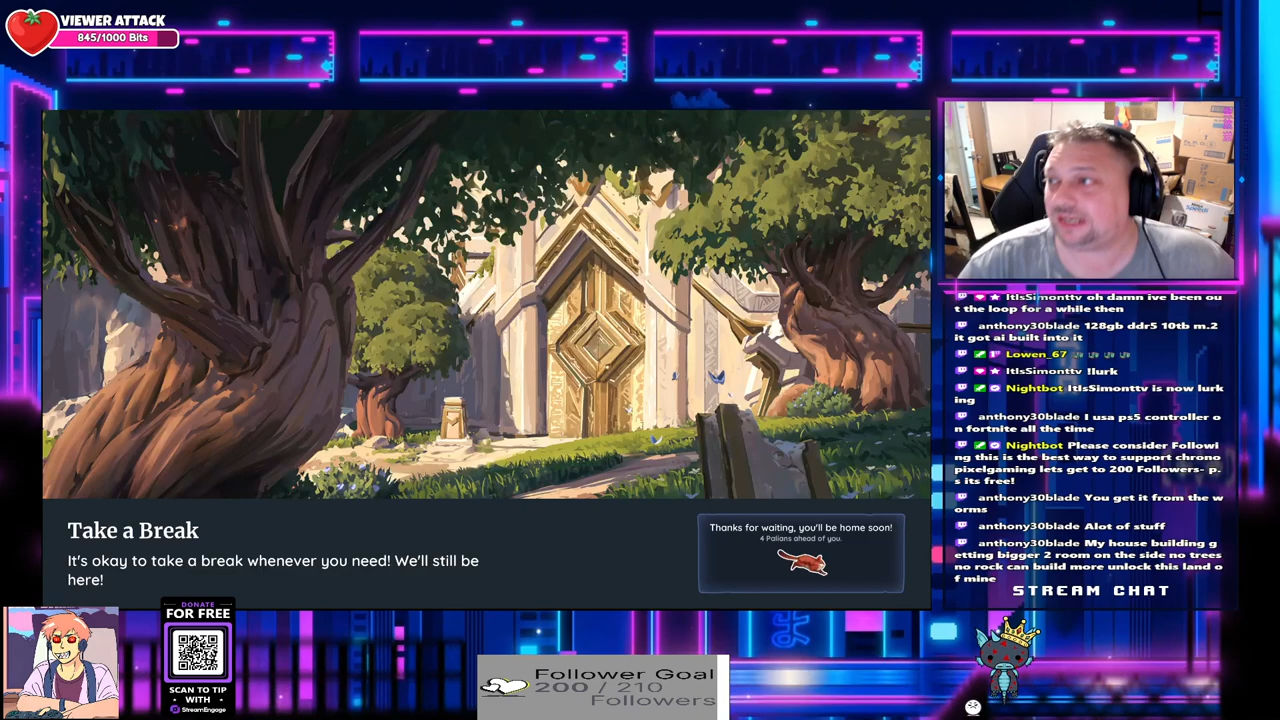 VIEWER ATTACK
845/1000 Bits
ItIsSimonttv oh damn ive been ou
t the loop for a while then
anthony30blade 128gb ddr5 10tb m.2
it got ai built into it
Lowen_67
ItIsSimonttv !lurk
Nightbot ItIsSimonttv is now lurk
ing
anthony30blade I usa ps5 controller o
n fortnite all the time
Nightbot Please consider Followi
ng this is the best way to support chrono
pixelgaming lets get to 200 Followers- p.
s its free!
anthony30blade You get it from the w
orms
anthony30blade Alot of stuff
anthony30blade My house building g
etting bigger 2 room on the side no trees
no rock can build more unlock this land o
f mine
STREAM CHAT
Take a Break
It's okay to take a break whenever you need! We'll still be
here!
Thanks for waiting, you'll be home soon!
4 Palians ahead of you.
DONATE
FOR FREE
SCAN TO TIP
- WITH -
StreamEngage
Follower Goal
200 / 210
Followers